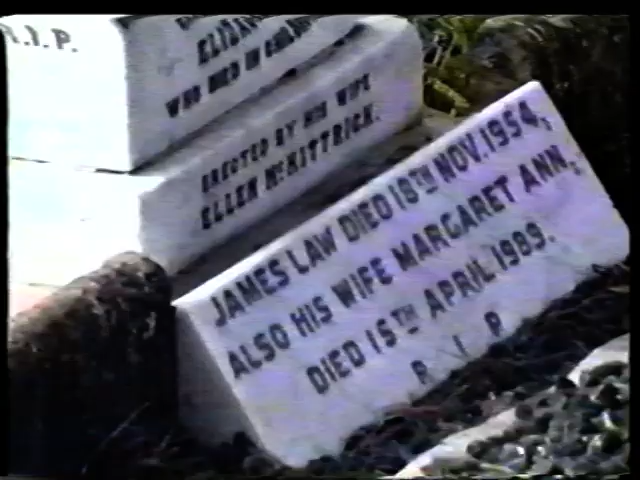 R.I.P.
WHO DIED IN
ERECTED BY HIS WIFE
ELLEN McKITTRICK.
JAMES LAW DIED 18TH NOV. 1954,
ALSO HIS WIFE MARGARET ANN,
DIED 15TH APRIL 1989.
R I P